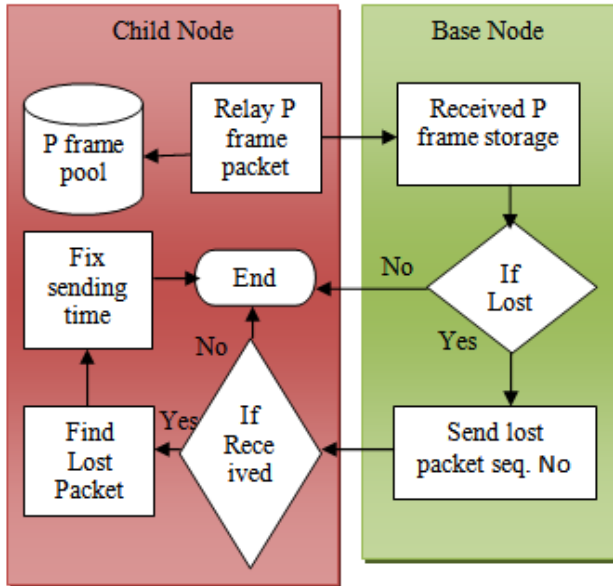 Child Node
Base Node
P frame
pool
Relay P
frame
packet
Received P
frame storage
Fix
sending
time
End
No
If
Lost
Yes
No
Find
Lost
Packet
Yes
If
Rece
ived
Send lost
packet seq. No